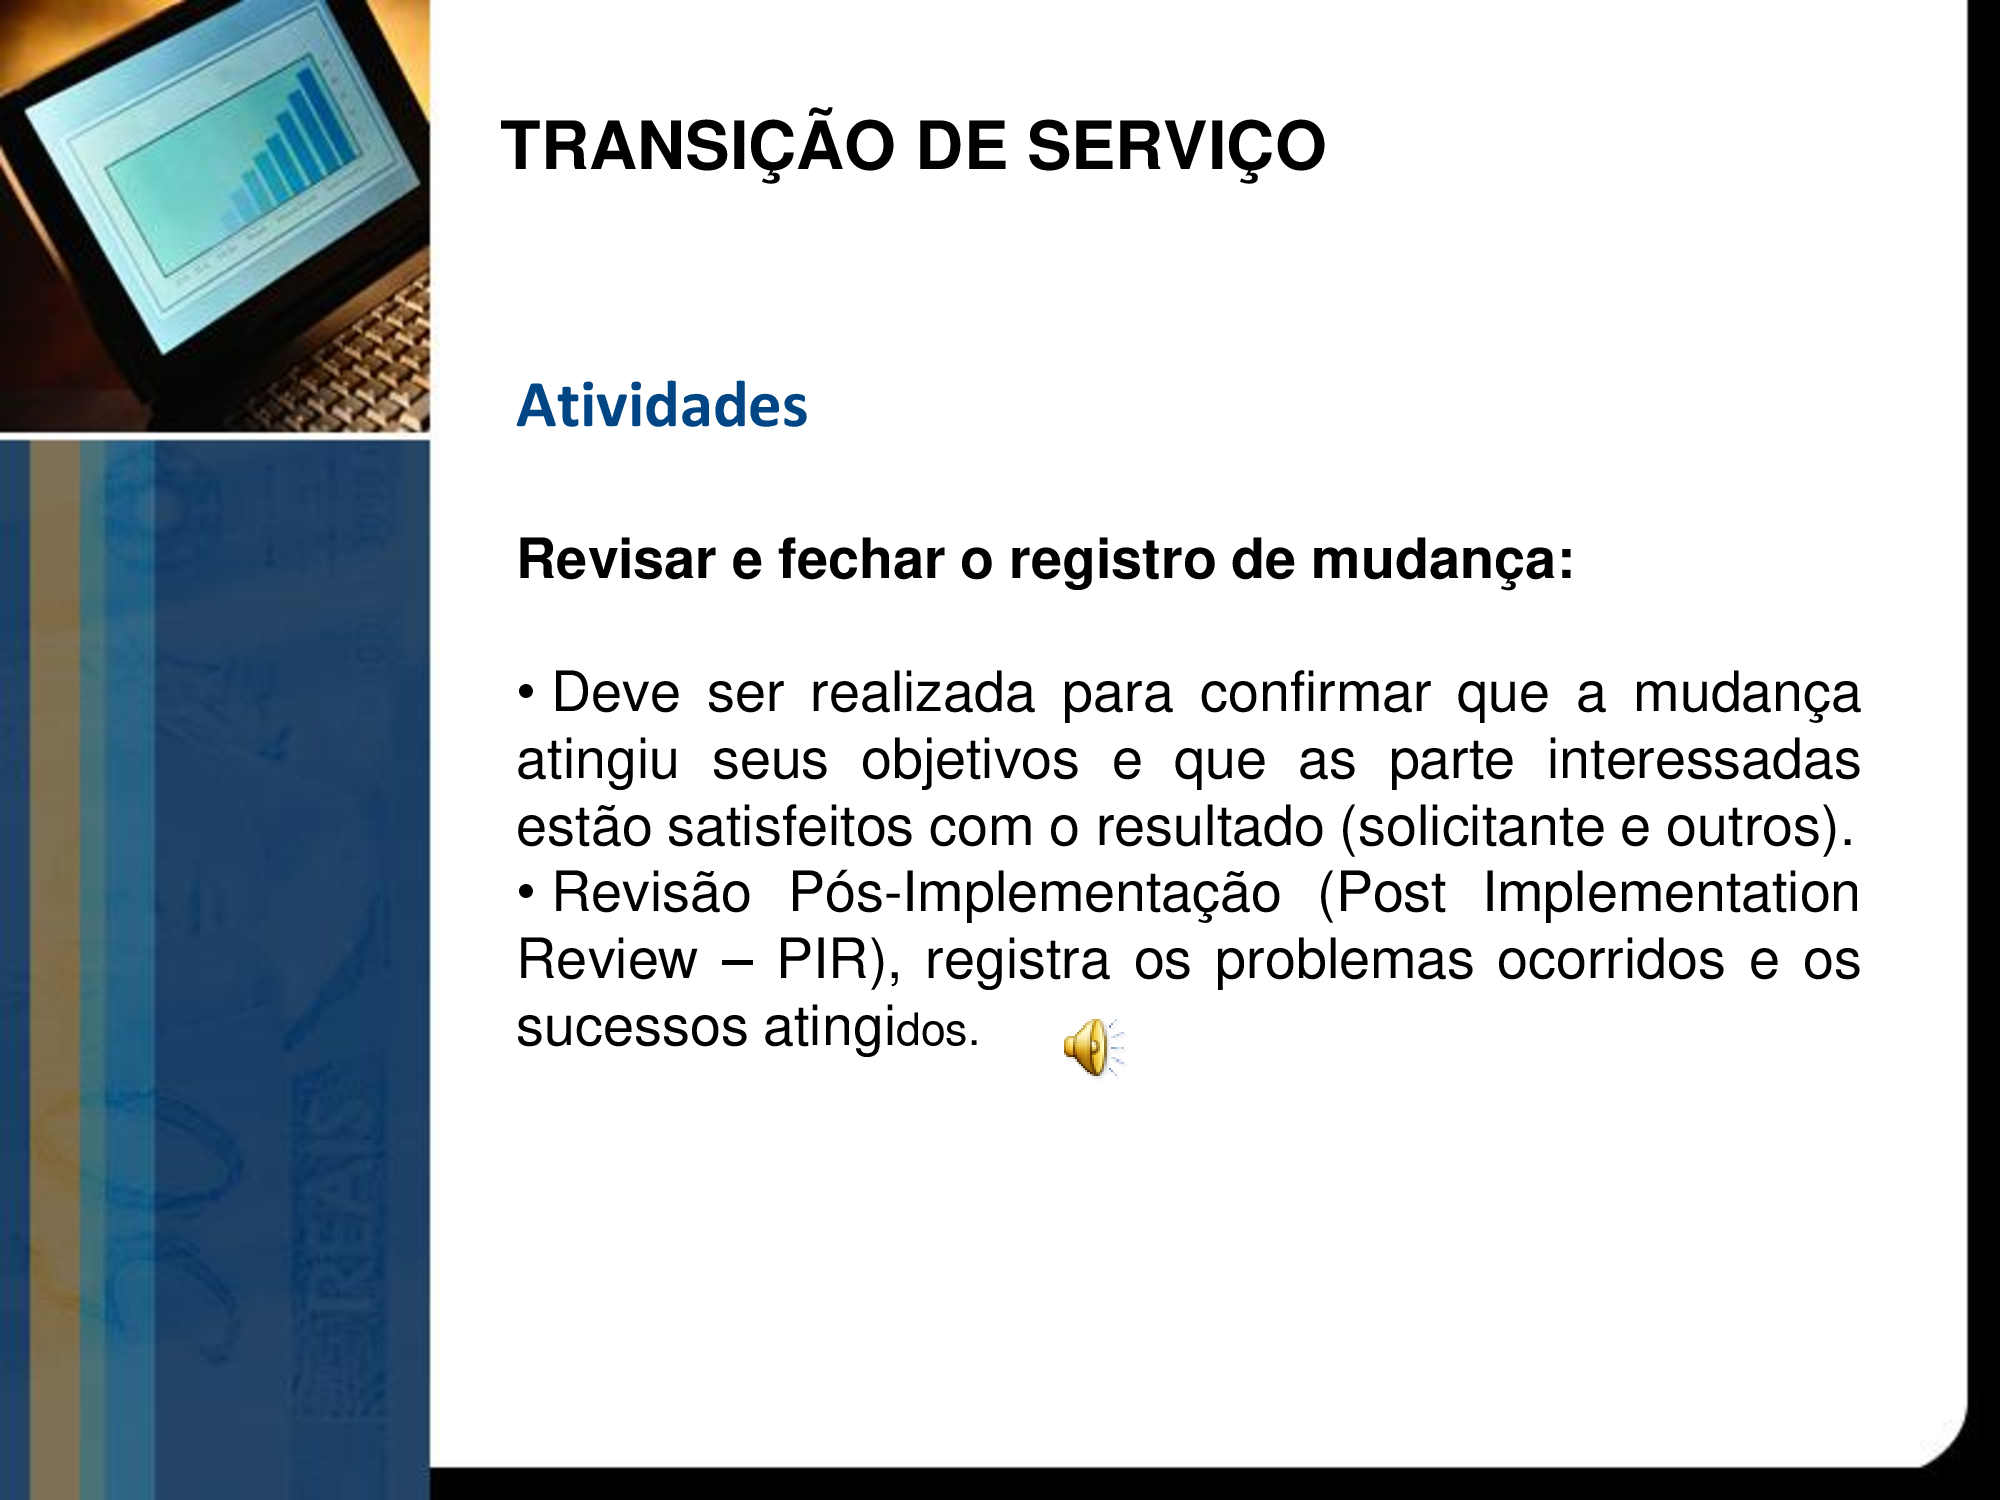 TRANSIÇÃO DE SERVIÇO
Atividades
Revisar e fechar o registro de mudança:
• Deve ser realizada para confirmar que a mudança
atingiu seus objetivos e que as parte interessadas
estão satisfeitos com o resultado (solicitante e outros).
• Revisão Pós-Implementação (Post Implementation
Review – PIR), registra os problemas ocorridos e os
sucessos atingidos.
REAIS